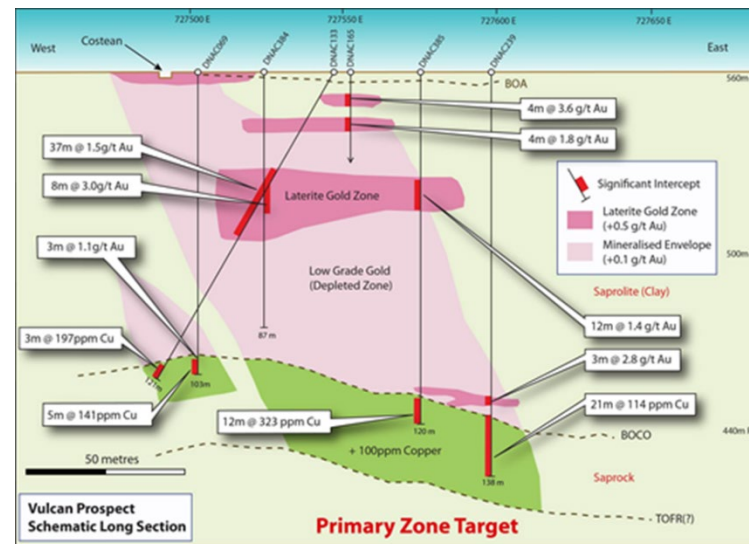 727500 E
727550 E
727600 E
727650 E
West
Costean
DNAC069
DNAC384
DNAC133
DNAC165
DNAC385
DNAC239
East
BOA
560m
4m @ 3.6 g/t Au
4m @ 1.8 g/t Au
37m @ 1.5g/t Au
8m @ 3.0g/t Au
Laterite Gold Zone
Significant Intercept
Laterite Gold Zone
(+0.5 g/t Au)
Mineralised Envelope
(+0.1 g/t Au)
3m @ 1.1g/t Au
Low Grade Gold
(Depleted Zone)
500m
Saprolite (Clay)
12m @ 1.4 g/t Au
87 m
3m @ 197ppm Cu
3m @ 2.8 g/t Au
121m
103m
5m @ 141ppm Cu
12m @ 323 ppm Cu
21m @ 114 ppm Cu
120 m
440m
BOCO
50 metres
+ 100ppm Copper
138 m
Saprock
Vulcan Prospect
Schematic Long Section
Primary Zone Target
TOFR(?)